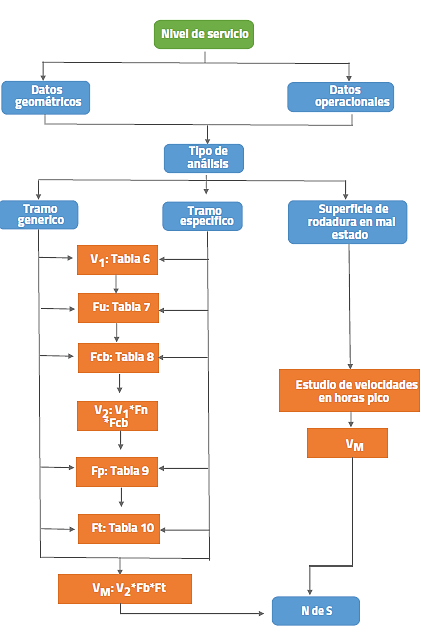 Nivel de servicio
Datos
geométricos
Datos
operacionales
Tipo de
análisis
Tramo
generico
Tramo
especifico
Superficie de
rodadura en mal
estado
V1: Tabla 6
Fu: Tabla 7
Fcb: Tabla 8
V2: V1*Fn
*Fcb
Fp: Tabla 9
Ft: Tabla 10
VM: V2*Fb*Ft
Estudio de velocidades
en horas pico
VM
N de S